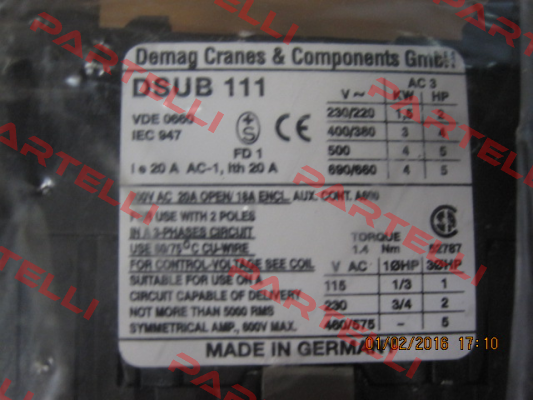 Demag Cranes & Components GmbH
DSUB 111
VDE 0660
IEC 947
+S
CE
FD 1
I e 20 A AC-1, Ith 20 A
AC 3
V~ KW HP
230/220 1,5 2
400/380 3 4
500 4 5
690/660 4 5
600V AC 20A OPEN/16A ENCL. AUX. CONT. A600
USE WITH 2 POLES
IN A 3-PHASES CIRCUIT
USE 60/75°C CU-WIRE
FOR CONTROL-VOLTAGE SEE COIL
SUITABLE FOR USE ON A
CIRCUIT CAPABLE OF DELIVERY
NOT MORE THAN 5000 RMS
SYMMETRICAL AMP., 600V MAX.
TORQUE
1.4 Nm 52787
V AC 1ØHP 3ØHP
115 1/3 1
230 3/4 2
460/575 – 5
MADE IN GERMANY
01/02/2016 17:10
PARTELLI
PARTELLI
PARTELLI
PARTELLI
PARTELLI